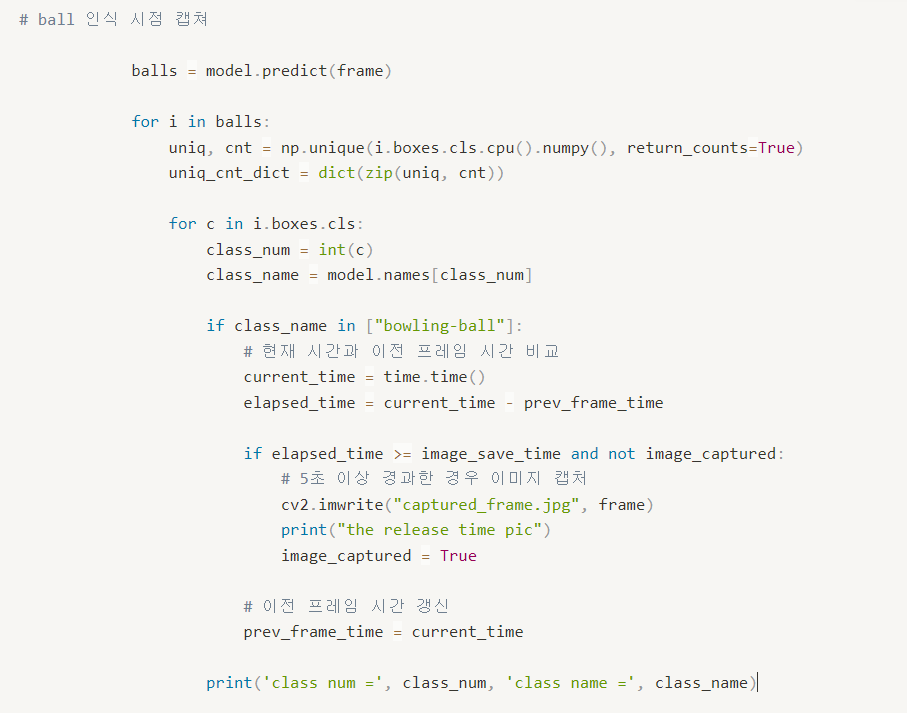 # ball 인식 시점 캡쳐
balls = model.predict(frame)
for i in balls:
uniq, cnt = np.unique(i.boxes.cls.cpu().numpy(), return_counts=True)
uniq_cnt_dict = dict(zip(uniq, cnt))
for c in i.boxes.cls:
class_num = int(c)
class_name = model.names[class_num]
if class_name in ["bowling-ball"]:
# 현재 시간과 이전 프레임 시간 비교
current_time = time.time()
elapsed_time = current_time - prev_frame_time
if elapsed_time >= image_save_time and not image_captured:
# 5초 이상 경과한 경우 이미지 캡처
cv2.imwrite("captured_frame.jpg", frame)
print("the release time pic")
image_captured = True
# 이전 프레임 시간 갱신
prev_frame_time = current_time
print('class num =', class_num, 'class name =', class_name)